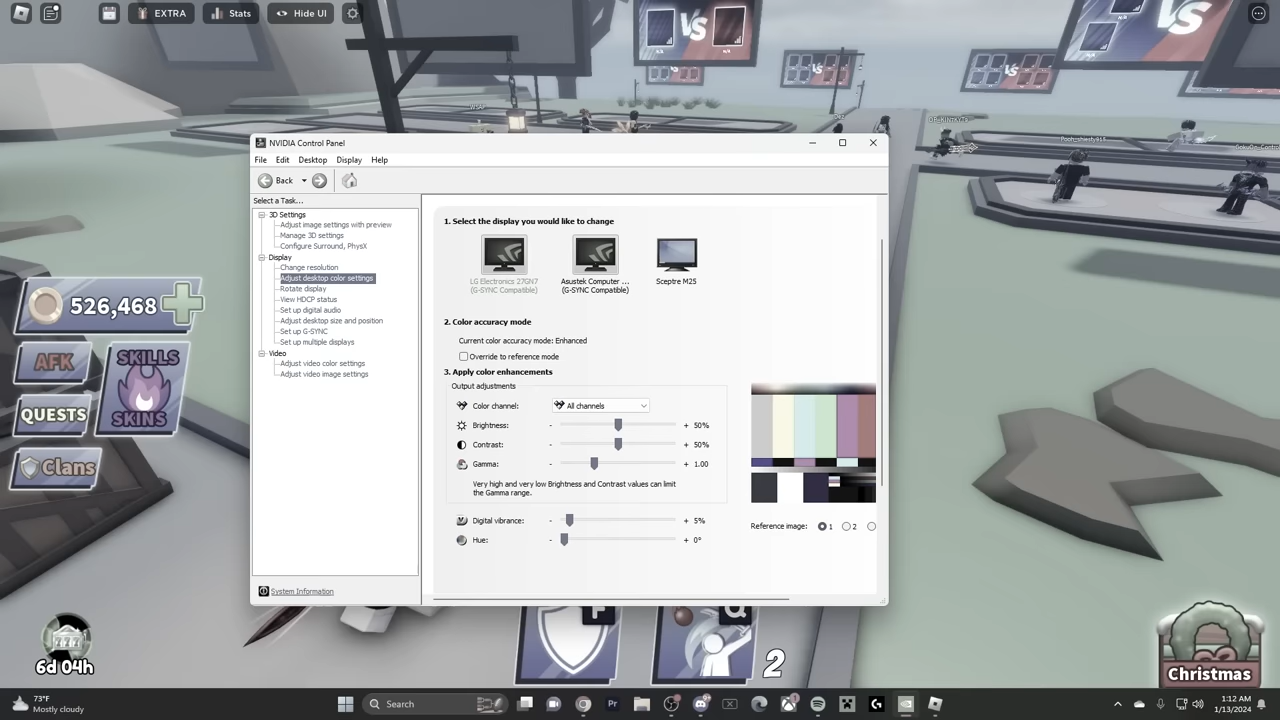 EXTRA
Stats
Hide UI
VS
VS
VS
VS
N/A
N/A
NVIDIA Control Panel
File Edit Desktop Display Help
Back
Select a Task...
3D Settings
Adjust image settings with preview
Manage 3D settings
Configure Surround, PhysX
Display
Change resolution
Adjust desktop color settings
Rotate display
View HDCP status
Set up digital audio
Adjust desktop size and position
Set up G-SYNC
Set up multiple displays
Video
Adjust video color settings
Adjust video image settings
System Information
1. Select the display you would like to change
LG Electronics 27GN7
(G-SYNC Compatible)
Asustek Computer ...
(G-SYNC Compatible)
Sceptre M25
2. Color accuracy mode
Current color accuracy mode: Enhanced
Override to reference mode
3. Apply color enhancements
Output adjustments
Color channel: All channels
Brightness: - + 50%
Contrast: - + 50%
Gamma: - + 1.00
Very high and very low Brightness and Contrast values can limit
the Gamma range.
Digital vibrance: - + 5%
Hue: - + 0°
Reference image: 1 2
526,468
AFK
SKILLS
SKINS
QUESTS
Clans
6d 04h
F
Q
2
Christmas
73°F
Mostly cloudy
Search
Pr
1:12 AM
1/13/2024